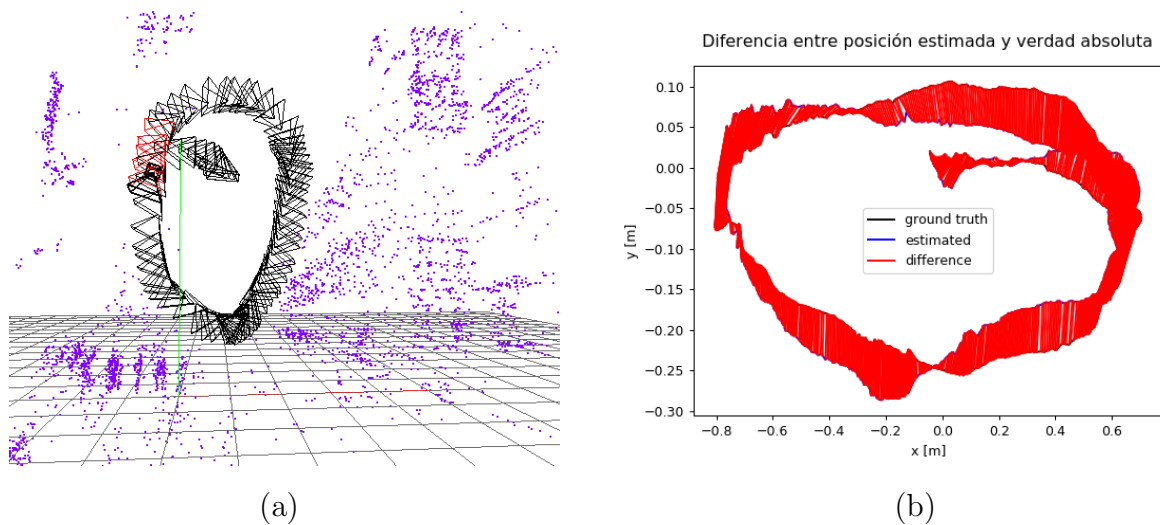 Diferencia entre posición estimada y verdad absoluta
0.10
0.05
0.00
−0.05
−0.10
−0.15
−0.20
−0.25
−0.30
y [m]
ground truth
estimated
difference
−0.8 −0.6 −0.4 −0.2 0.0 0.2 0.4 0.6
x [m]
(a) (b)